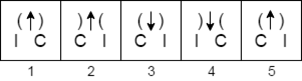 (↑) )↑( (↓) )↓( (↑)
I C C I C I I C C I
1 2 3 4 5